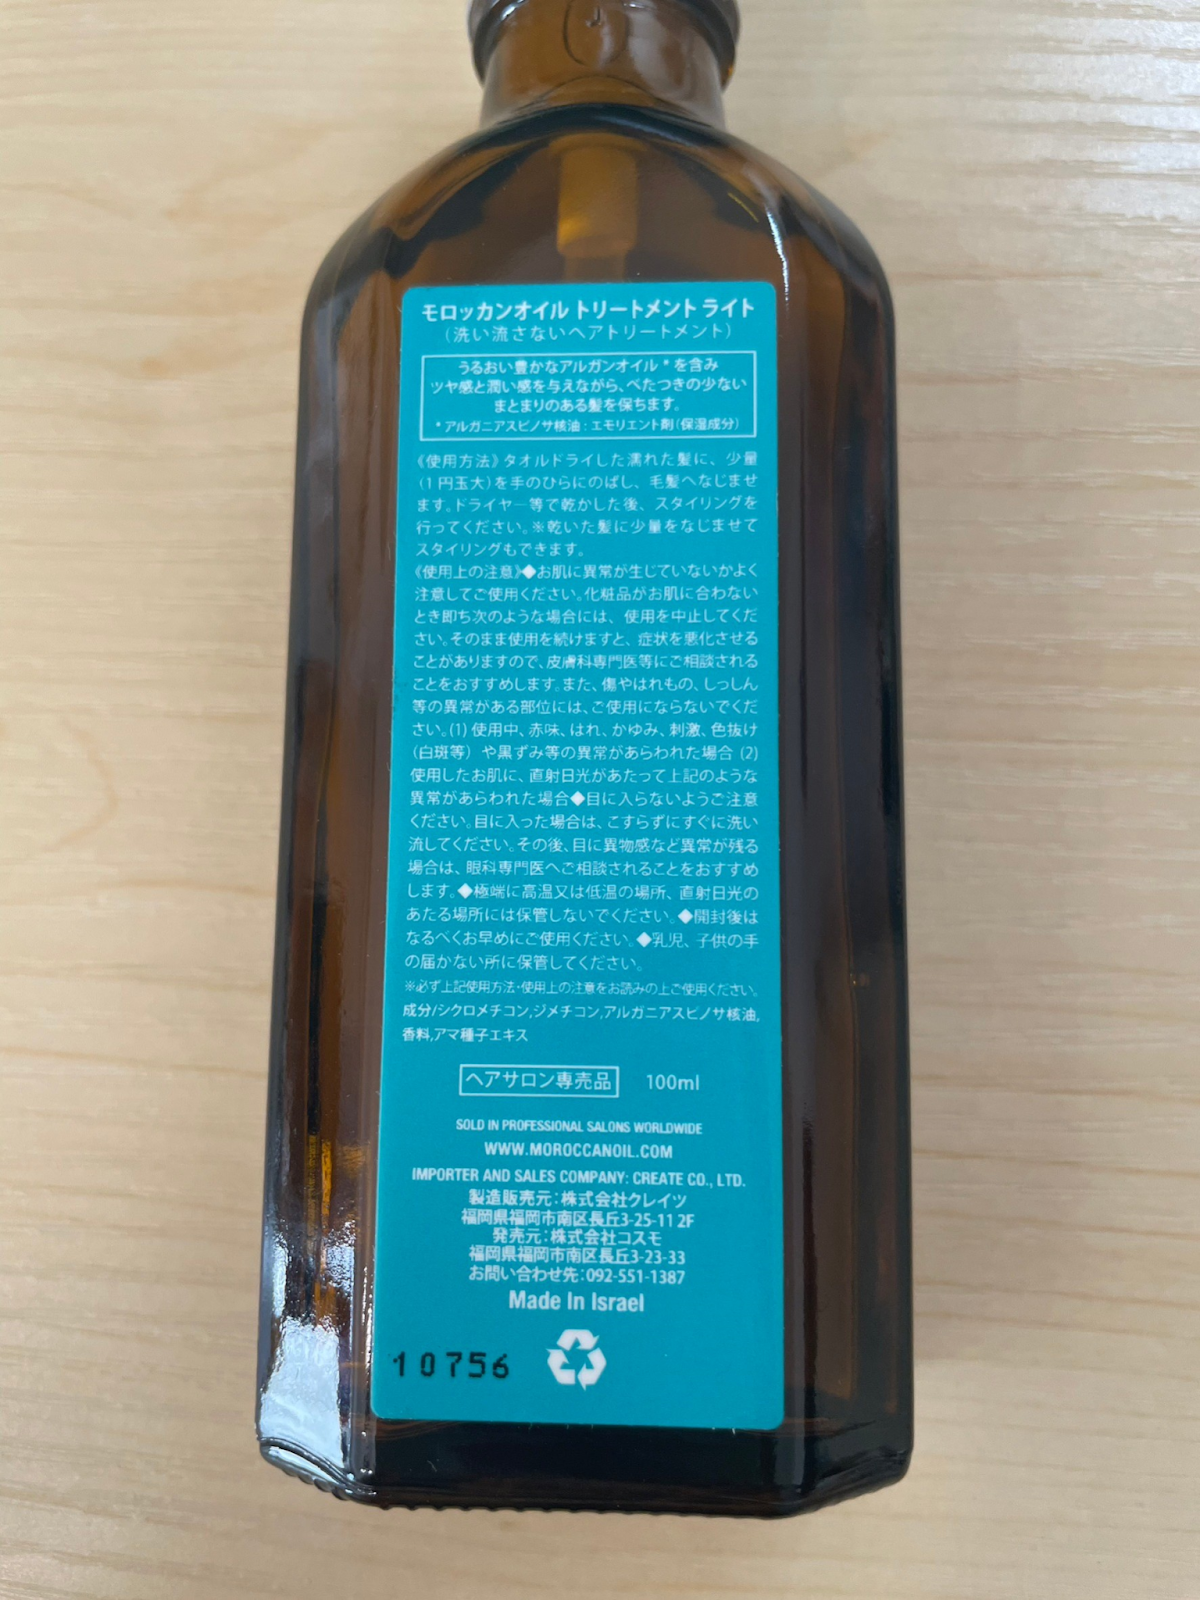 モロッカンオイル トリートメント ライト
（洗い流さないヘアトリートメント）
うるおい豊かなアルガンオイル * を含み
ツヤ感と潤い感を与えながら、べたつきの少ない
まとまりのある髪を保ちます。
* アルガニアスピノサ核油 : エモリエント剤（保湿成分）
《使用方法》タオルドライした濡れた髪に、少量
（1 円玉大）を手のひらにのばし、毛髪へなじませ
ます。ドライヤー等で乾かした後、スタイリングを
行ってください。※乾いた髪に少量をなじませて
スタイリングもできます。
《使用上の注意》◆お肌に異常が生じていないかよく
注意してご使用ください。化粧品がお肌に合わない
とき即ち次のような場合には、使用を中止してくだ
さい。そのまま使用を続けますと、症状を悪化させる
ことがありますので、皮膚科専門医等にご相談される
ことをおすすめします。また、傷やはれもの、しっしん
等の異常がある部位には、ご使用にならないでくだ
さい。(1) 使用中、赤味、はれ、かゆみ、刺激、色抜け
（白斑等）や黒ずみ等の異常があらわれた場合 (2)
使用したお肌に、直射日光があたって上記のような
異常があらわれた場合◆目に入らないようご注意
ください。目に入った場合は、こすらずにすぐに洗い
流してください。その後、目に異物感など異常が残る
場合は、眼科専門医へご相談されることをおすすめ
します。◆極端に高温又は低温の場所、直射日光の
あたる場所には保管しないでください。◆開封後は
なるべくお早めにご使用ください。◆乳児、子供の手
の届かない所に保管してください。
※必ず上記使用方法・使用上の注意をお読みの上ご使用ください。
成分/シクロメチコン,ジメチコン,アルガニアスピノサ核油,
香料,アマ種子エキス
ヘアサロン専売品 100ml
SOLD IN PROFESSIONAL SALONS WORLDWIDE
WWW.MOROCCANOIL.COM
IMPORTER AND SALES COMPANY: CREATE CO., LTD.
製造販売元：株式会社クレイツ
福岡県福岡市南区長丘3-25-11 2F
発売元：株式会社コスモ
福岡県福岡市南区長丘3-23-33
お問い合わせ先：092-551-1387
Made In Israel
10756